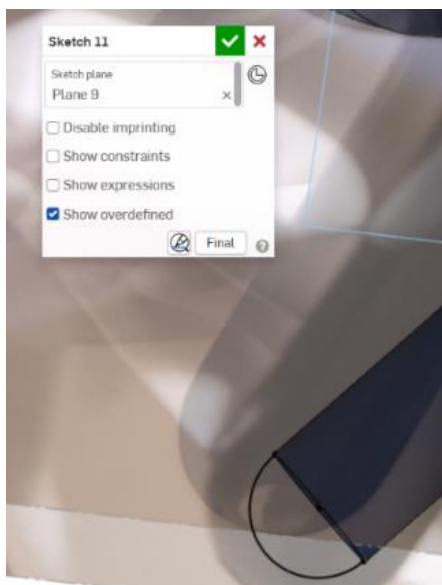 Sketch 11
Sketch plane
Plane 9
Disable imprinting
Show constraints
Show expressions
Show overdefined
Final